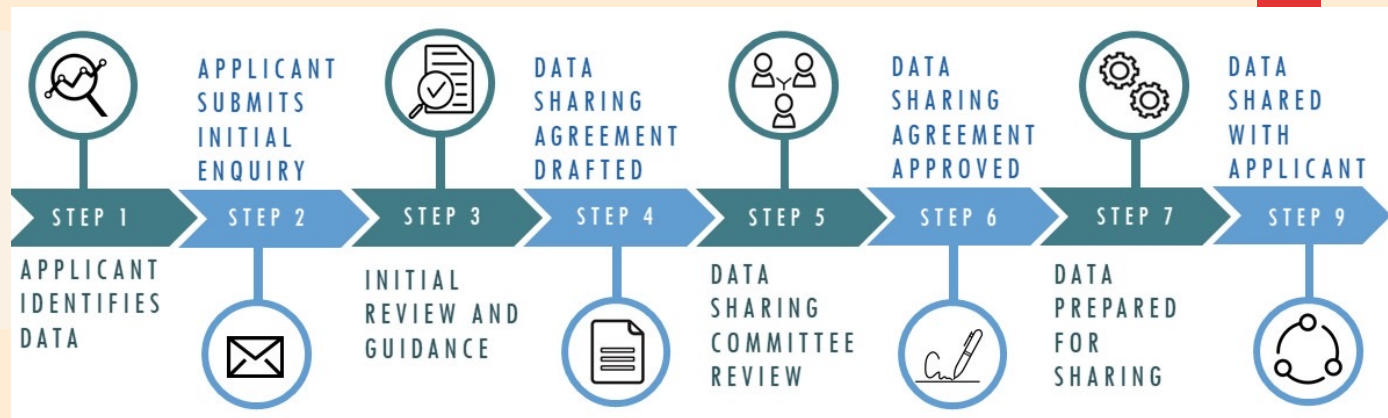 APPLICANT
SUBMITS
INITIAL
ENQUIRY
DATA
SHARING
AGREEMENT
DRAFTED
DATA
SHARING
AGREEMENT
APPROVED
DATA
SHARED
WITH
APPLICANT
STEP 1
STEP 2
STEP 3
STEP 4
STEP 5
STEP 6
STEP 7
STEP 9
APPLICANT
IDENTIFIES
DATA
INITIAL
REVIEW AND
GUIDANCE
DATA
SHARING
COMMITTEE
REVIEW
DATA
PREPARED
FOR
SHARING